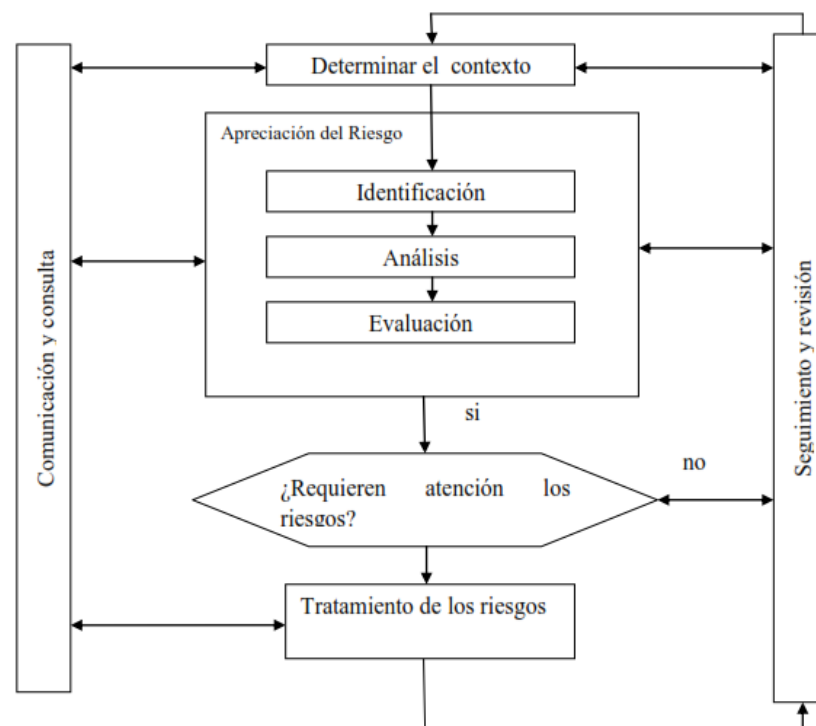 Determinar el contexto
Apreciación del Riesgo
Identificación
Análisis
Evaluación
Comunicación y consulta
Seguimiento y revisión
si
no
¿Requieren atención los
riesgos?
Tratamiento de los riesgos